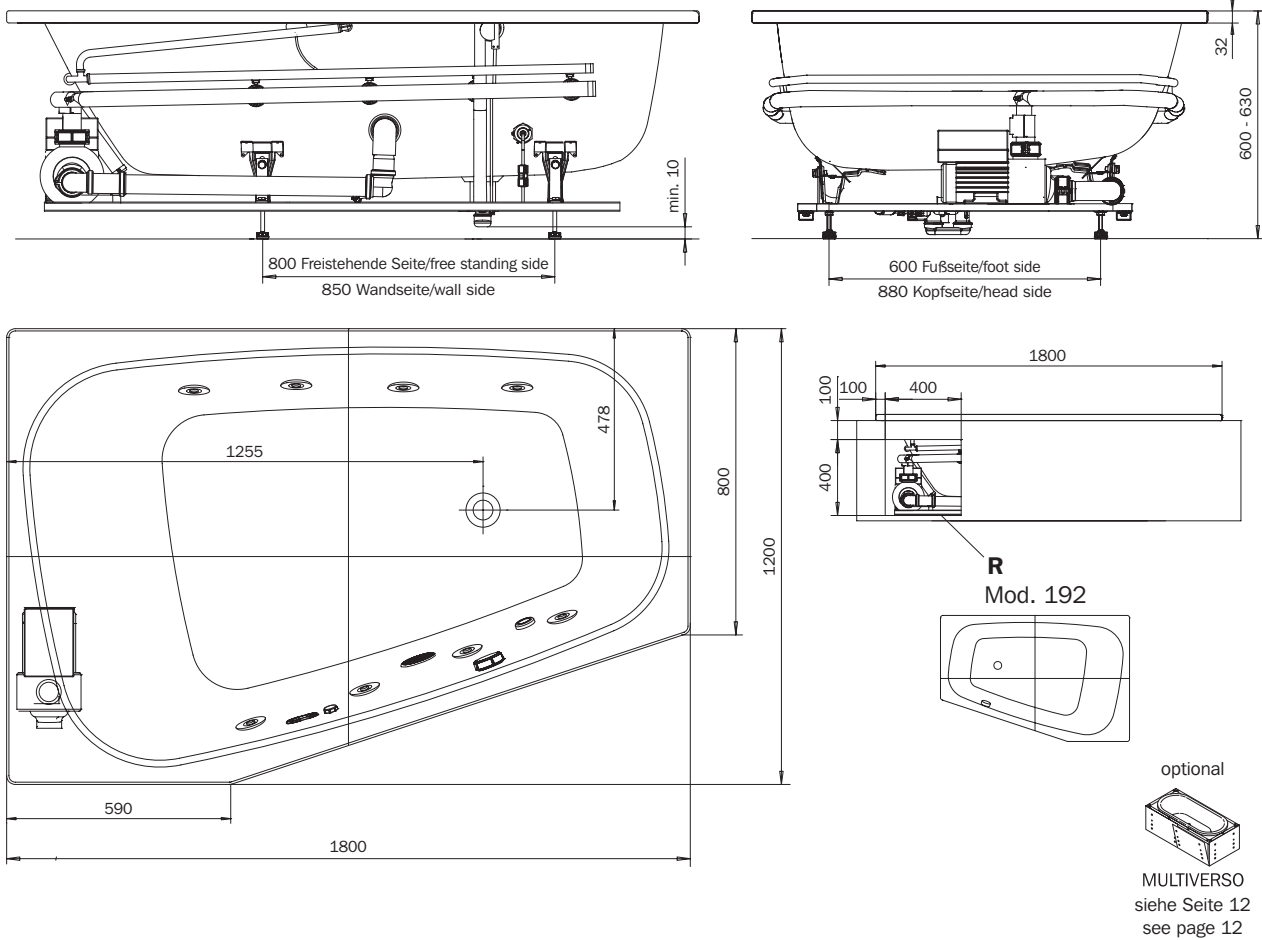 32
600 - 630
min. 10
800 Freistehende Seite/free standing side
850 Wandseite/wall side
600 Fußseite/foot side
880 Kopfseite/head side
1255
478
800
1200
590
1800
1800
100
100
400
400
R
Mod. 192
optional
MULTIVERSO
siehe Seite 12
see page 12